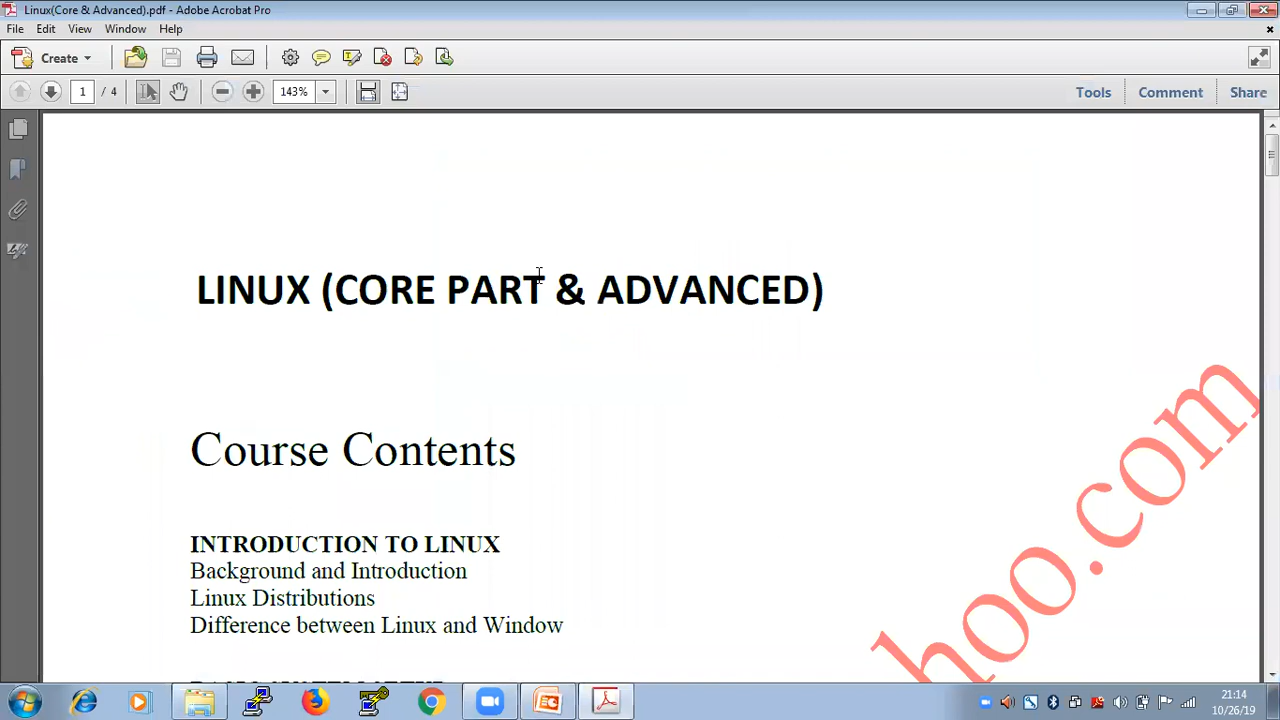 Linux(Core & Advanced).pdf - Adobe Acrobat Pro
File Edit View Window Help
Create
1 / 4 143% Tools Comment Share
LINUX (CORE PART & ADVANCED)
Course Contents
INTRODUCTION TO LINUX
Background and Introduction
Linux Distributions
Difference between Linux and Window
hoo.com
21:14
10/26/19